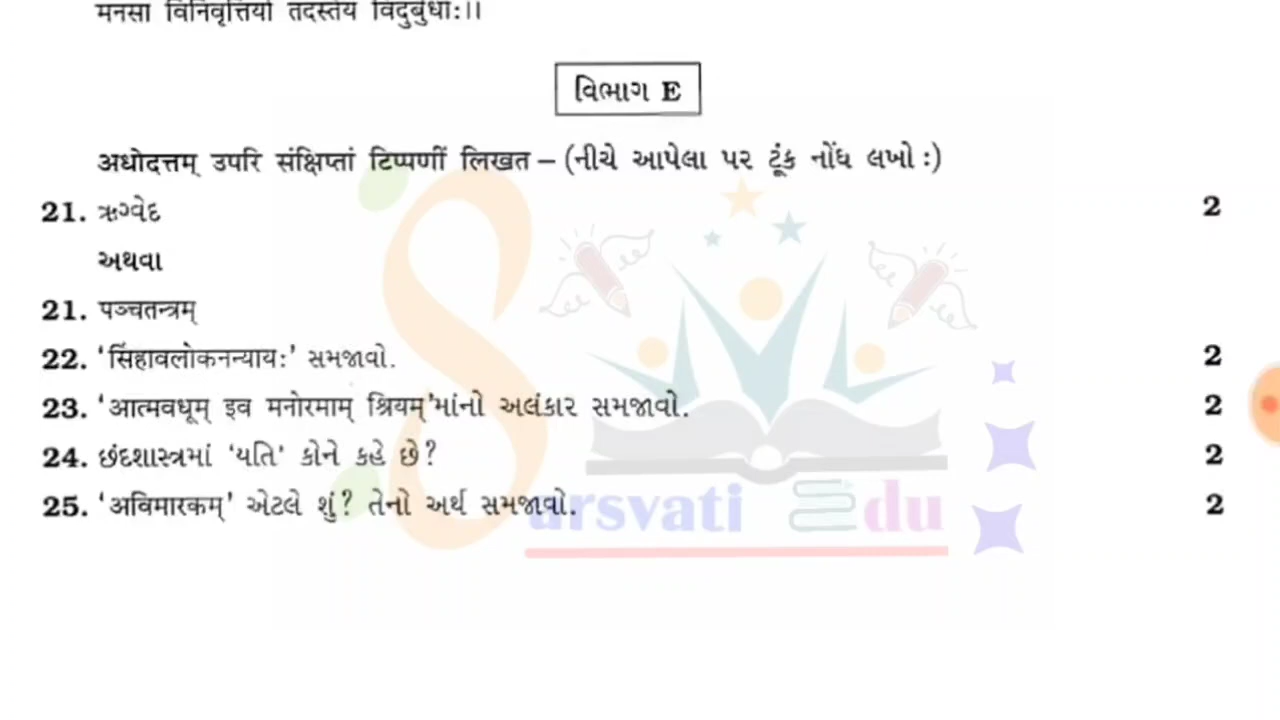 मनसा विनिवृत्तियो तदस्तेय विदुर्बुधाः।।
વિભાગ E
अधोदत्तम् उपरि संक्षिप्तां टिप्पणीं लिखत – (નીચે આપેલા પર ટૂંક નોંધ લખો :)
21. ઋગ્વેદ 2
અથવા
21. पञ्चतन्त्रम्
22. ‘सिंहावलोकनन्यायः’ સમજાવો. 2
23. ‘आत्मवधूम् इव मनोरमाम् श्रियम्’માંનો અલંકાર સમજાવો. 2
24. છંદશાસ્ત્રમાં ‘યતિ’ કોને કહે છે? 2
25. ‘अविमारकम्’ એટલે શું? તેનો અર્થ સમજાવો. 2
Sarsvati Edu